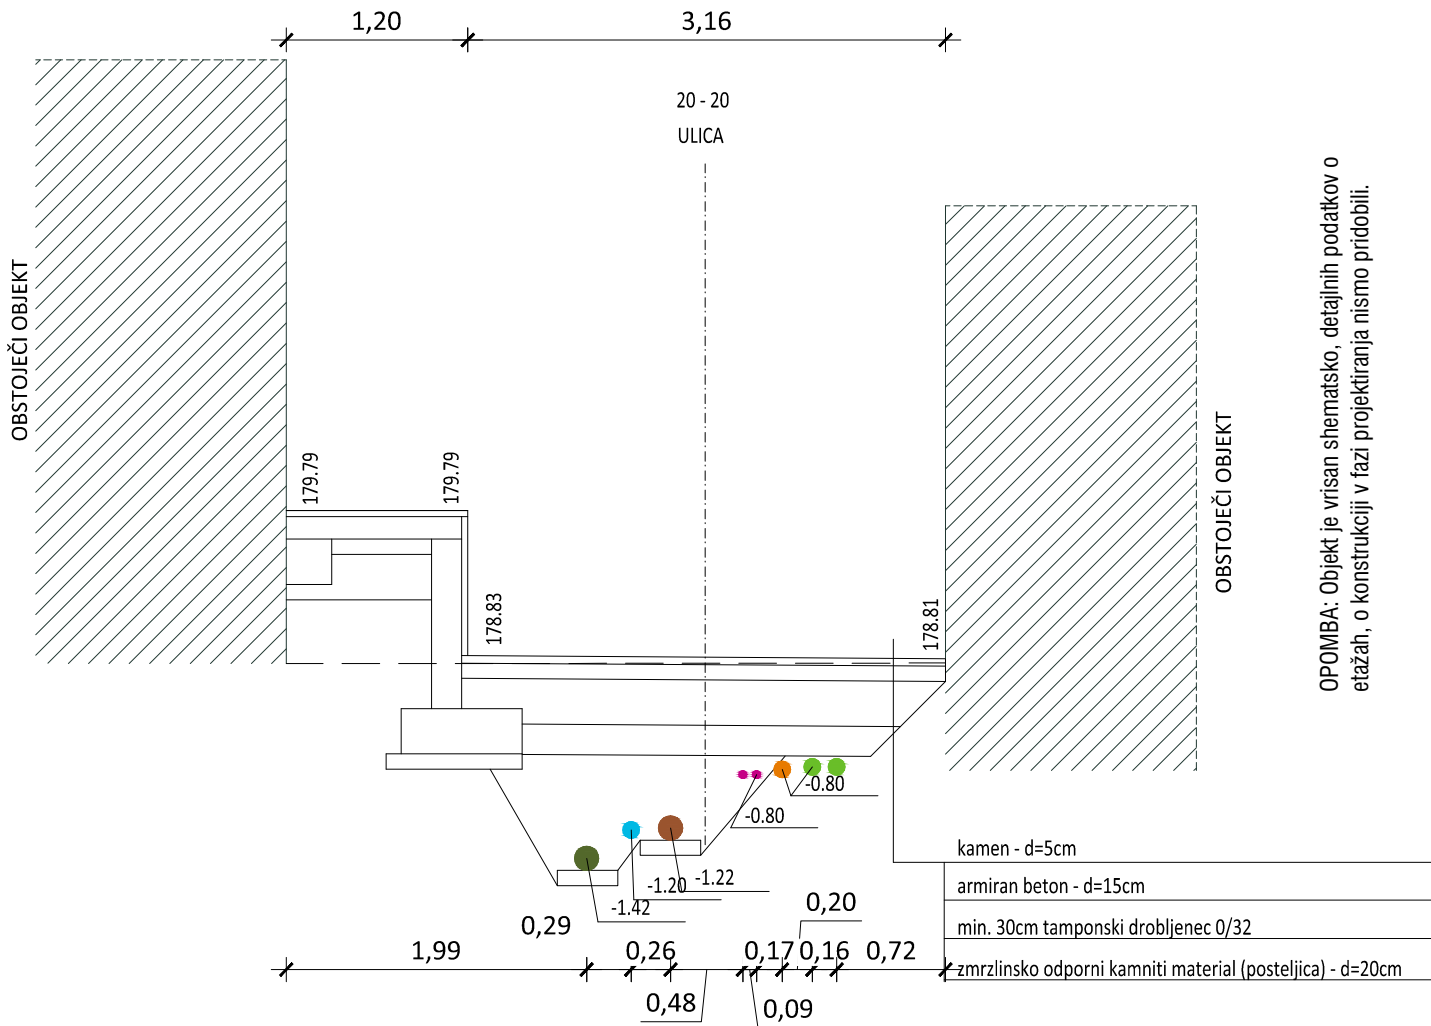 1,20
3,16
20 - 20
ULICA
OBSTOJEČI OBJEKT
179.79
179.79
178.83
178.81
OBSTOJEČI OBJEKT
OPOMBA: Objekt je vrisan shematsko, detajlnih podatkov o
etažah, o konstrukciji v fazi projektiranja nismo pridobili.
-0.80
-0.80
-1.22
-1.20
-1.42
kamen - d=5cm
armiran beton - d=15cm
min. 30cm tamponski drobljenec 0/32
zmrzlinsko odporni kamniti material (posteljica) - d=20cm
0,20
0,29
1,99
0,26
0,17
0,16
0,72
0,48
0,09